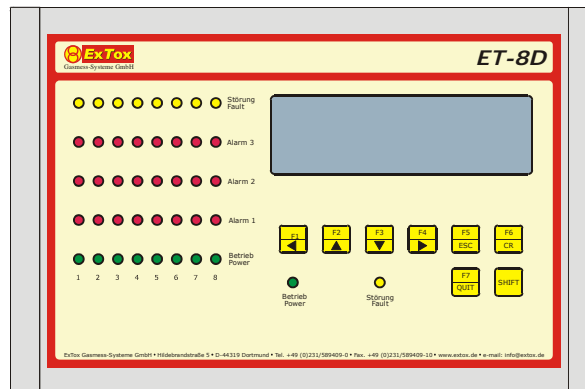 ExTox
Gasmess-Systeme GmbH
ET-8D
Störung
Fault
Alarm 3
Alarm 2
Alarm 1
Betrieb
Power
1 2 3 4 5 6 7 8
F1
F2
F3
F4
F5
ESC
F6
CR
F7
QUIT
SHIFT
Betrieb
Power
Störung
Fault
ExTox Gasmess-Systeme GmbH • Hildebrandstraße 5 • D-44319 Dortmund • Tel. +49 (0)231/589409-0 • Fax. +49 (0)231/589409-10 • www.extox.de • e-mail: info@extox.de